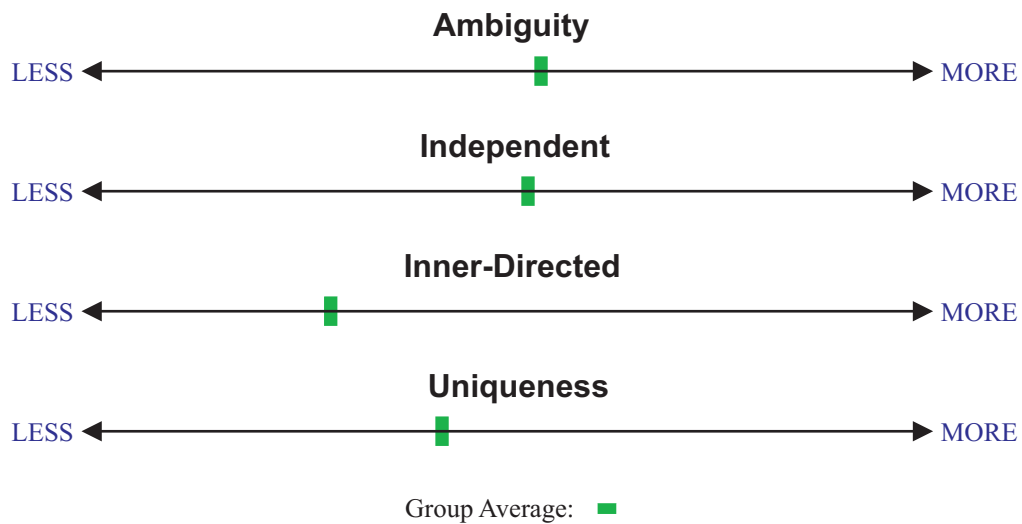 Ambiguity
LESS MORE
Independent
LESS MORE
Inner-Directed
LESS MORE
Uniqueness
LESS MORE
Group Average: